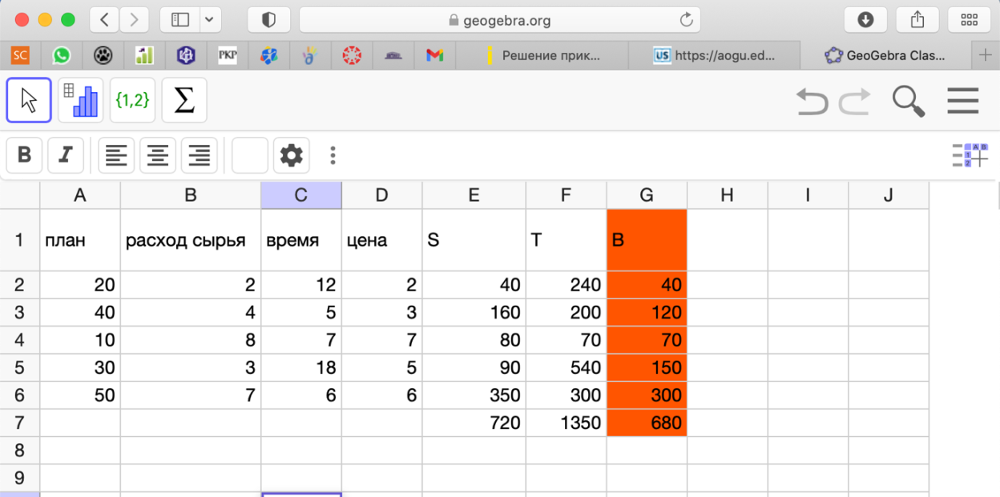 geogebra.org
SC
PKP
Решение прик...
US https://aogu.ed...
GeoGebra Clas...
{1,2} Σ
B I
A B C D E F G H I J
1 план расход сырья время цена S T B
2 20 2 12 2 40 240 40
3 40 4 5 3 160 200 120
4 10 8 7 7 80 70 70
5 30 3 18 5 90 540 150
6 50 7 6 6 350 300 300
7 720 1350 680
8
9